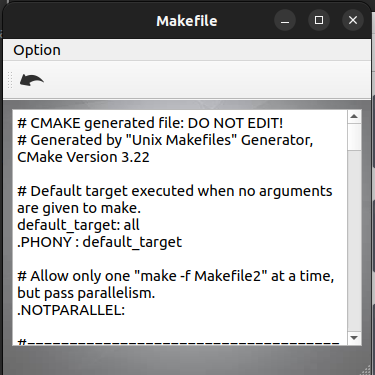 Makefile
Option
# CMAKE generated file: DO NOT EDIT!
# Generated by "Unix Makefiles" Generator,
CMake Version 3.22
# Default target executed when no arguments
are given to make.
default_target: all
.PHONY : default_target
# Allow only one "make -f Makefile2" at a time,
but pass parallelism.
.NOTPARALLEL:
#=====================================